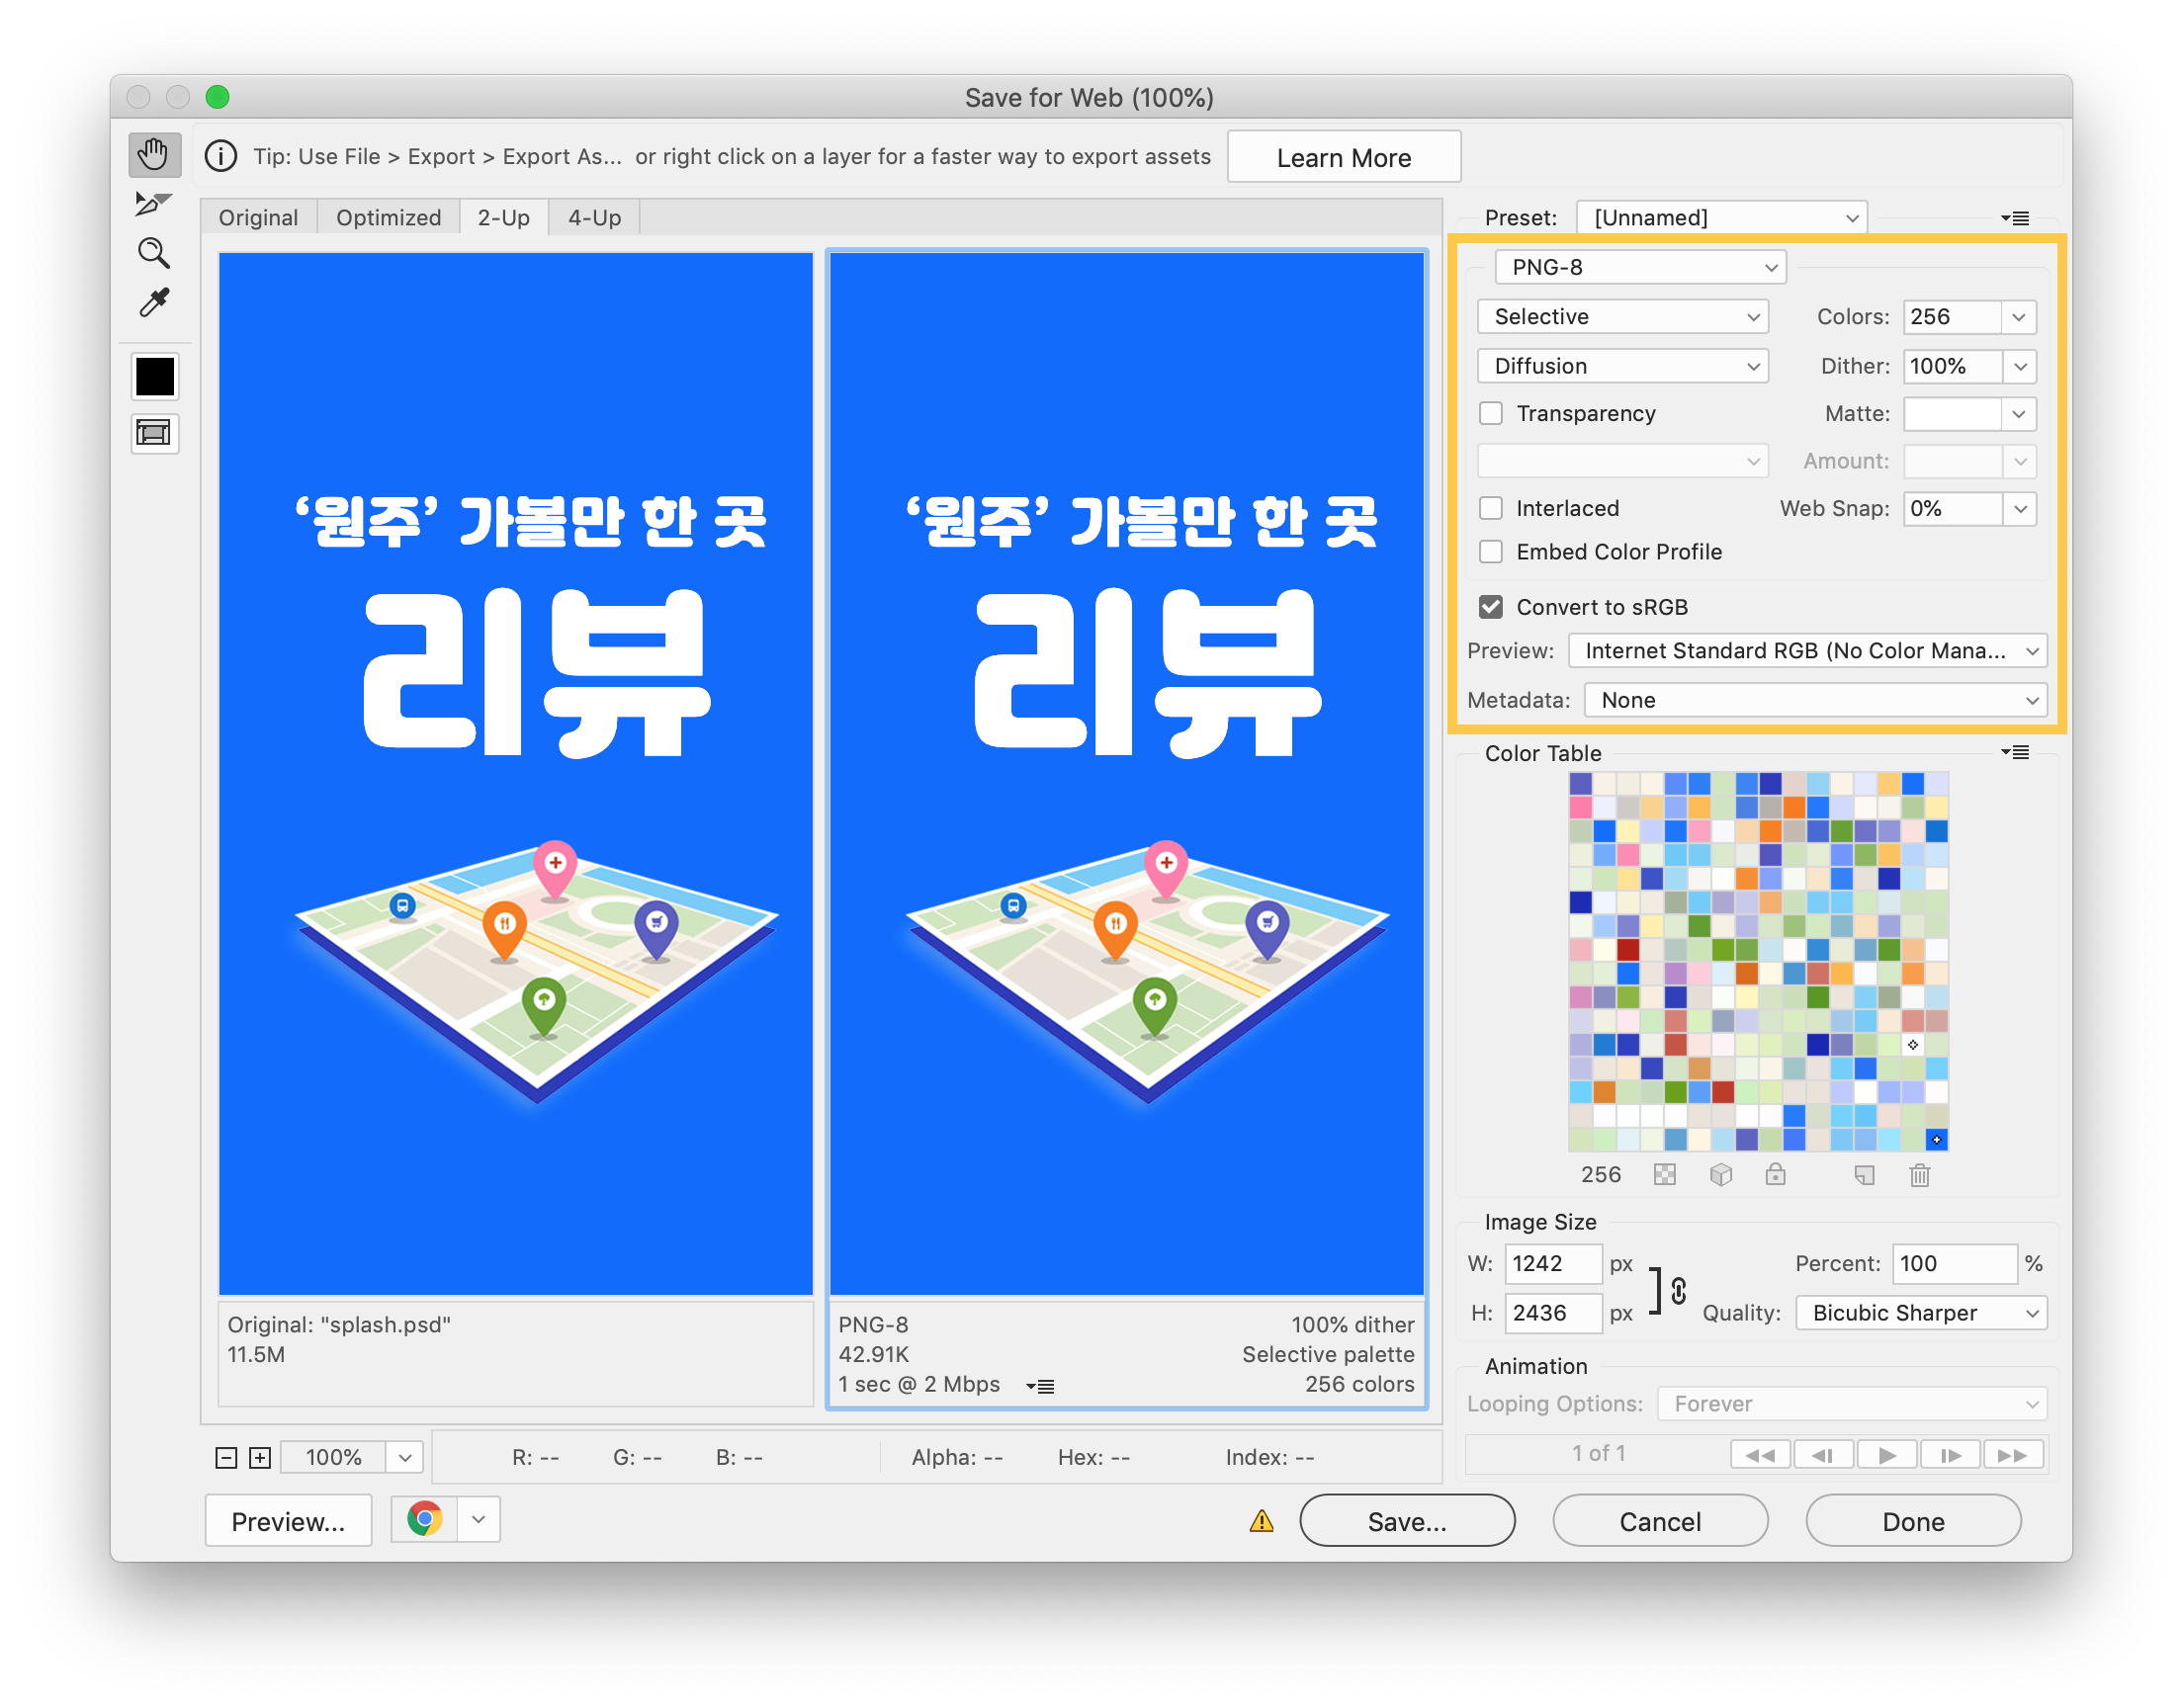 Save for Web (100%)
Tip: Use File > Export > Export As... or right click on a layer for a faster way to export assets
Learn More
Original
Optimized
2-Up
4-Up
‘원주’ 가볼만 한 곳
리뷰
Original: "splash.psd"
11.5M
‘원주’ 가볼만 한 곳
리뷰
PNG-8
100% dither
42.91K
Selective palette
1 sec @ 2 Mbps
256 colors
Preset: [Unnamed]
PNG-8
Selective
Colors: 256
Diffusion
Dither: 100%
Transparency
Matte:
Amount:
Interlaced
Web Snap: 0%
Embed Color Profile
Convert to sRGB
Preview: Internet Standard RGB (No Color Mana...
Metadata: None
Color Table
256
Image Size
W: 1242 px
Percent: 100 %
H: 2436 px
Quality: Bicubic Sharper
Animation
Looping Options: Forever
1 of 1
100%
R: --
G: --
B: --
Alpha: --
Hex: --
Index: --
Preview...
Save...
Cancel
Done